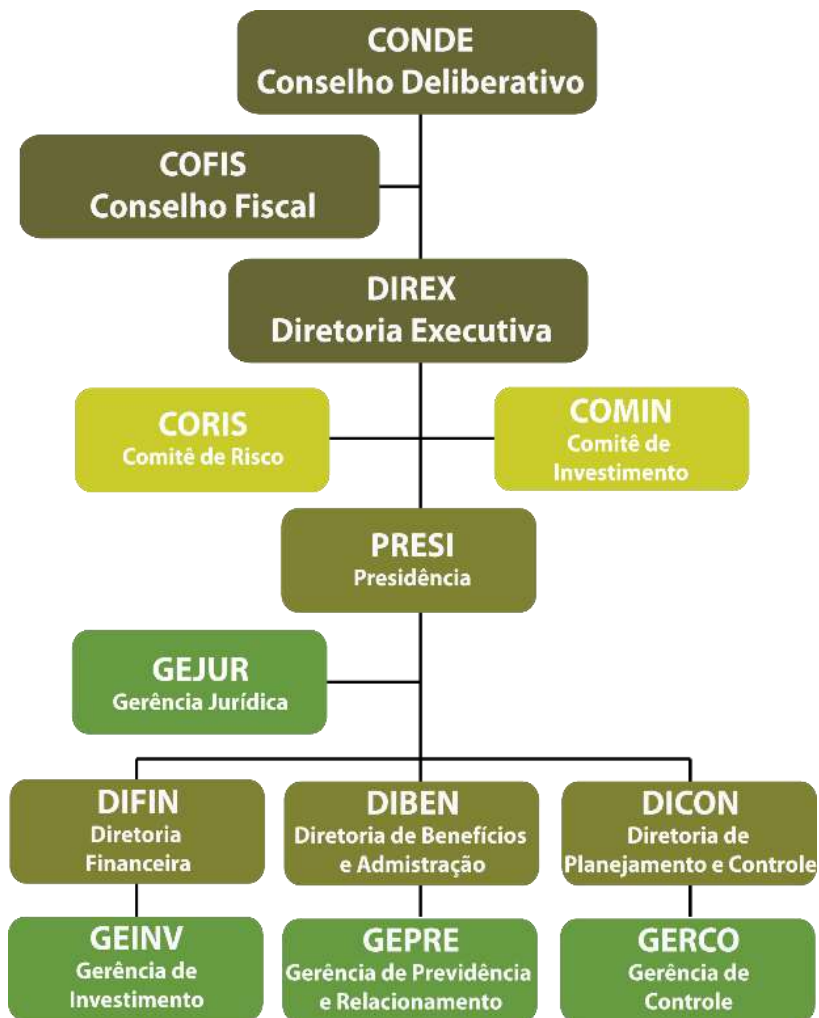 CONDE
Conselho Deliberativo
COFIS
Conselho Fiscal
DIREX
Diretoria Executiva
CORIS
Comitê de Risco
COMIN
Comitê de
Investimento
PRESI
Presidência
GEJUR
Gerência Jurídica
DIFIN
Diretoria
Financeira
DIBEN
Diretoria de Benefícios
e Admistração
DICON
Diretoria de
Planejamento e Controle
GEINV
Gerência de
Investimento
GEPRE
Gerência de Previdência
e Relacionamento
GERCO
Gerência de
Controle